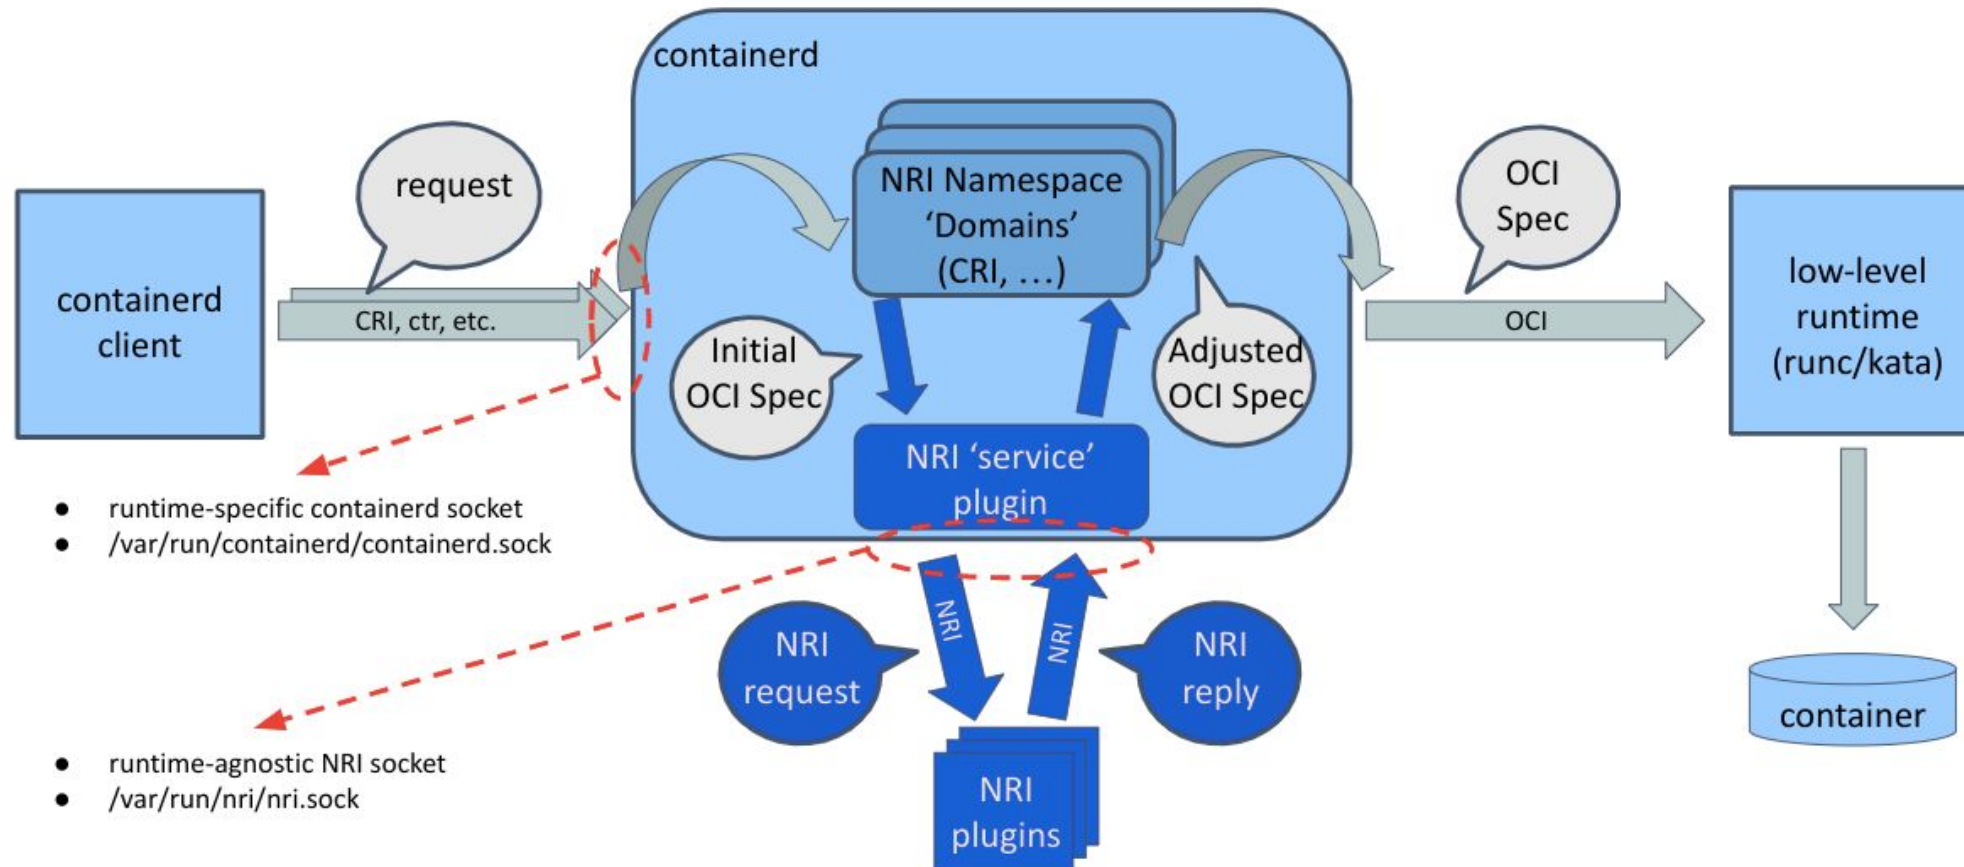 containerd
request
NRI Namespace
‘Domains’
(CRI, …)
OCI
Spec
containerd
client
CRI, ctr, etc.
Initial
OCI Spec
Adjusted
OCI Spec
OCI
low-level
runtime
(runc/kata)
NRI ‘service’
plugin
● runtime-specific containerd socket
● /var/run/containerd/containerd.sock
NRI
NRI
NRI
request
NRI
reply
container
● runtime-agnostic NRI socket
● /var/run/nri/nri.sock
NRI
plugins